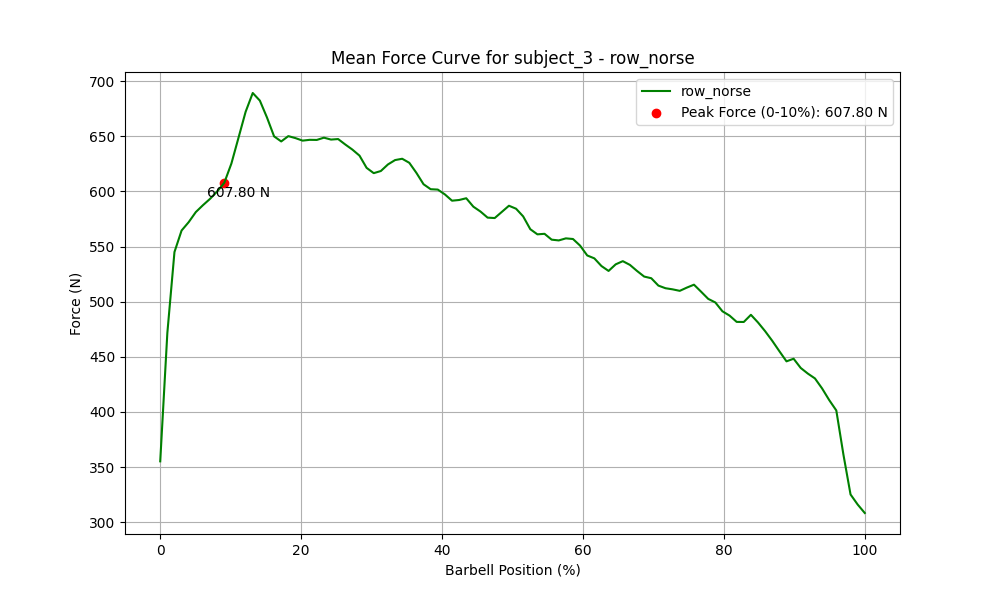 Mean Force Curve for subject_3 - row_norse
row_norse
Peak Force (0-10%): 607.80 N
607.80 N
700
650
600
550
500
450
400
350
300
Force (N)
0 20 40 60 80 100
Barbell Position (%)